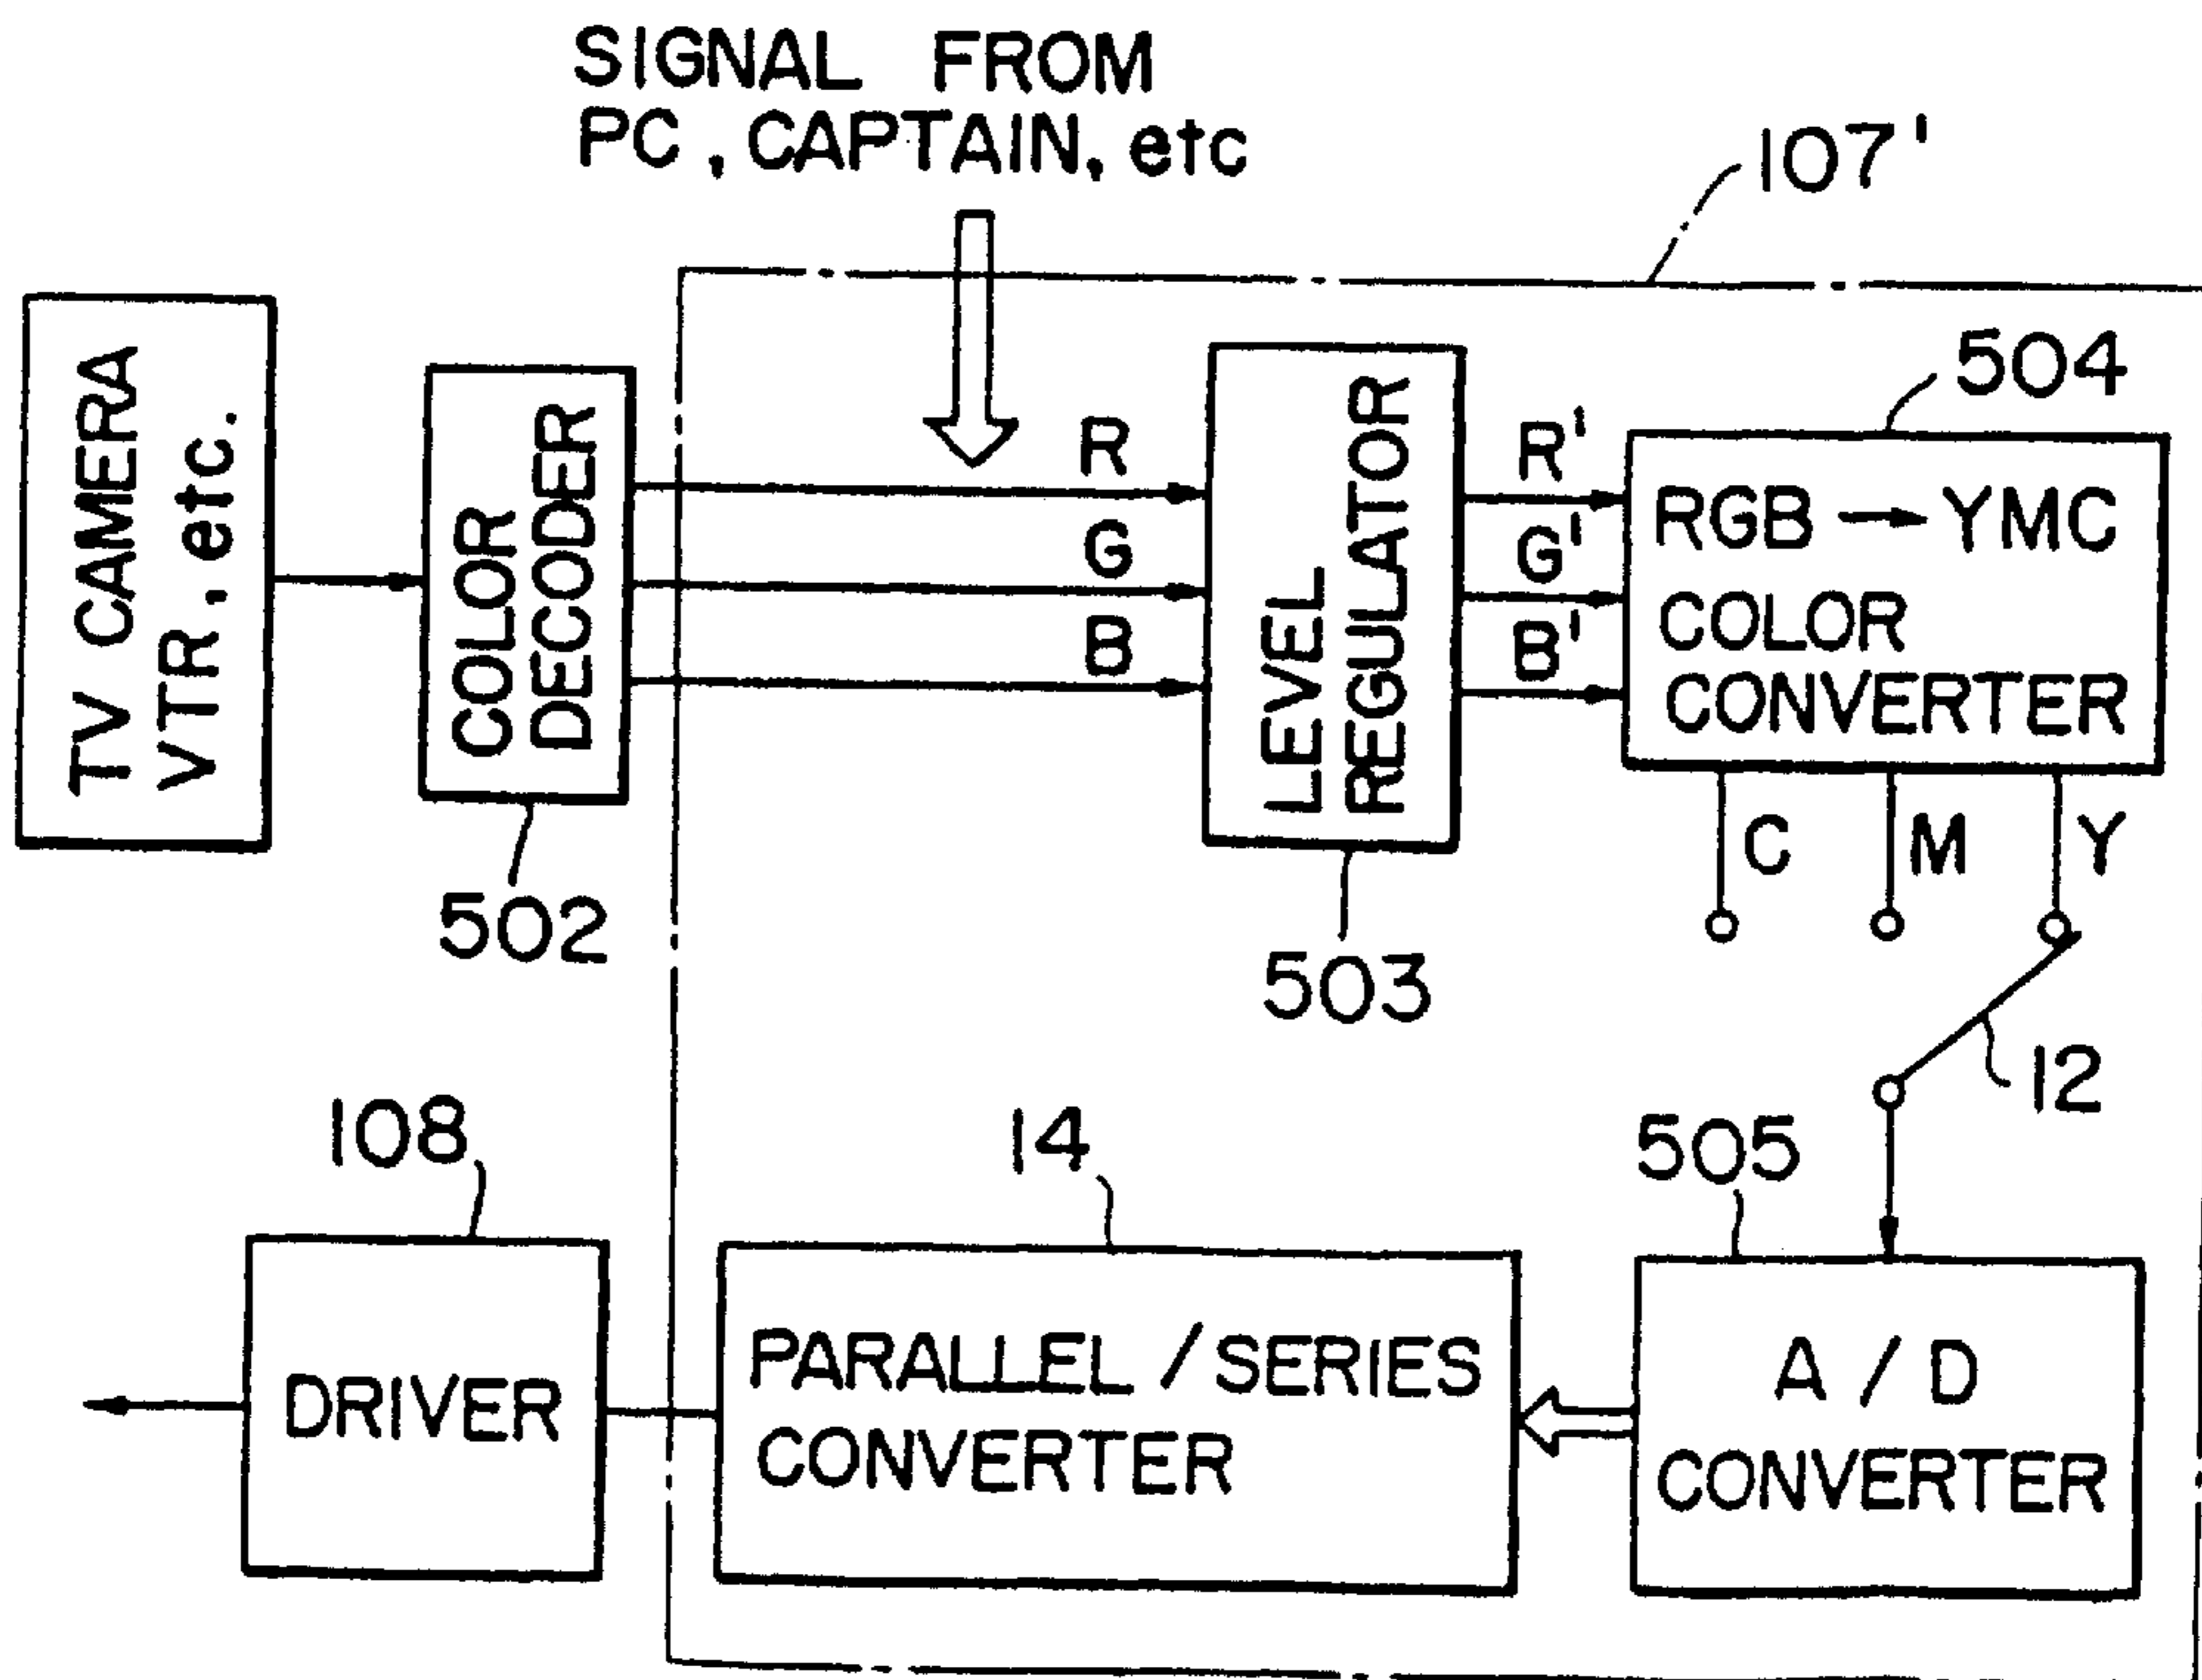 SIGNAL FROM
PC, CAPTAIN, etc
107'
TV CAMERA
VTR, etc.
COLOR
DECODER
502
R
G
B
LEVEL
REGULATOR
503
R'
G'
B'
504
RGB → YMC
COLOR
CONVERTER
C
M
Y
12
108
DRIVER
14
PARALLEL / SERIES
CONVERTER
505
A / D
CONVERTER